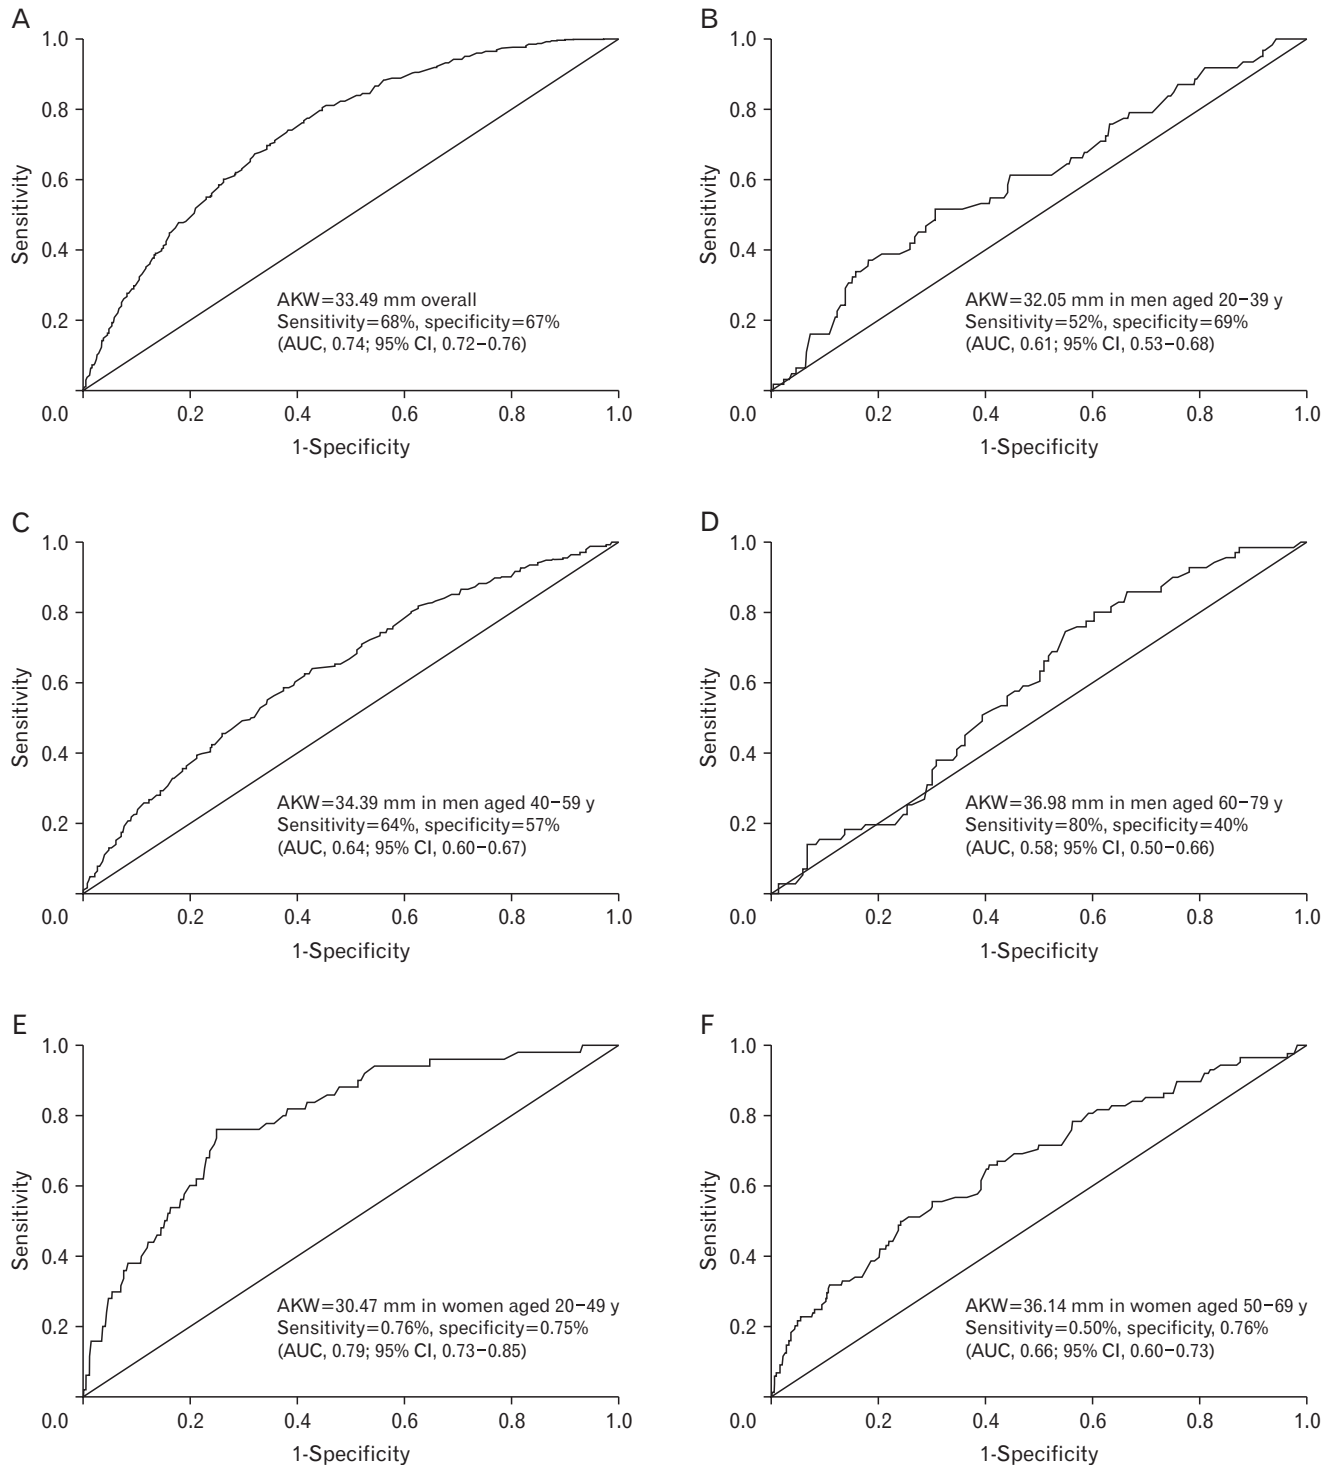 A
1.0
0.8
0.6
0.4
0.2
0.0
0.2
0.4
0.6
0.8
1.0
Sensitivity
1-Specificity
AKW=33.49 mm overall
Sensitivity=68%, specificity=67%
(AUC, 0.74; 95% CI, 0.72–0.76)
B
1.0
0.8
0.6
0.4
0.2
0.0
0.2
0.4
0.6
0.8
1.0
Sensitivity
1-Specificity
AKW=32.05 mm in men aged 20–39 y
Sensitivity=52%, specificity=69%
(AUC, 0.61; 95% CI, 0.53–0.68)
C
1.0
0.8
0.6
0.4
0.2
0.0
0.2
0.4
0.6
0.8
1.0
Sensitivity
1-Specificity
AKW=34.39 mm in men aged 40–59 y
Sensitivity=64%, specificity=57%
(AUC, 0.64; 95% CI, 0.60–0.67)
D
1.0
0.8
0.6
0.4
0.2
0.0
0.2
0.4
0.6
0.8
1.0
Sensitivity
1-Specificity
AKW=36.98 mm in men aged 60–79 y
Sensitivity=80%, specificity=40%
(AUC, 0.58; 95% CI, 0.50–0.66)
E
1.0
0.8
0.6
0.4
0.2
0.0
0.2
0.4
0.6
0.8
1.0
Sensitivity
1-Specificity
AKW=30.47 mm in women aged 20–49 y
Sensitivity=0.76%, specificity=0.75%
(AUC, 0.79; 95% CI, 0.73–0.85)
F
1.0
0.8
0.6
0.4
0.2
0.0
0.2
0.4
0.6
0.8
1.0
Sensitivity
1-Specificity
AKW=36.14 mm in women aged 50–69 y
Sensitivity=0.50%, specificity, 0.76%
(AUC, 0.66; 95% CI, 0.60–0.73)